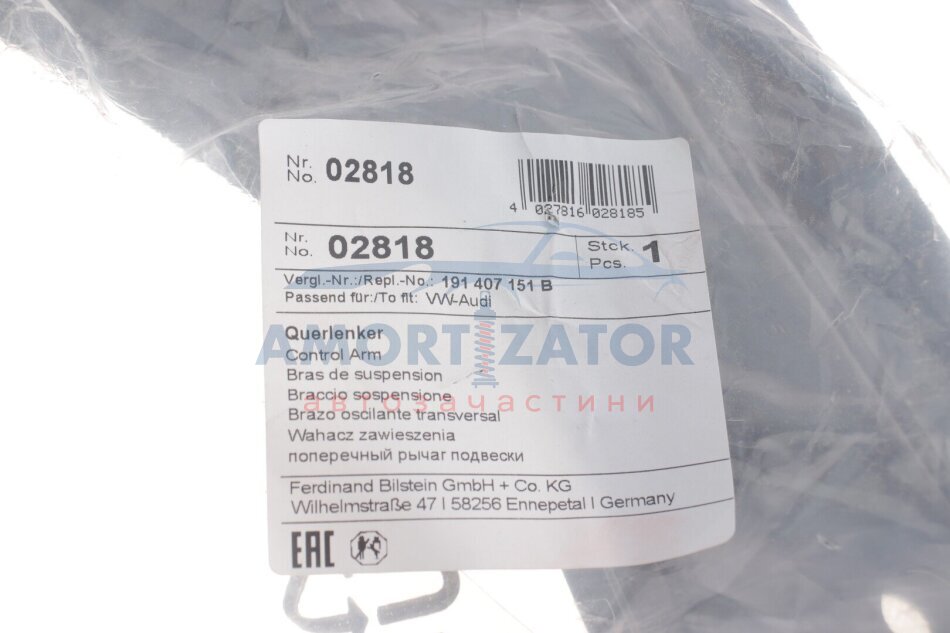 Nr.
No. 02818
4 027816 028185
Nr.
No. 02818
Stck.
Pcs. 1
Vergl.-Nr.:/Repl.-No.: 191 407 151 B
Passend für:/To fit: VW-Audi
Querlenker
Control Arm
AMORTIZATOR
Bras de suspension
Braccio sospensione
автозачастини
Brazo oscilante transversal
Wahacz zawieszenia
поперечный рычаг подвески
Ferdinand Bilstein GmbH + Co. KG
Wilhelmstraße 47 I 58256 Ennepetal I Germany
EAC